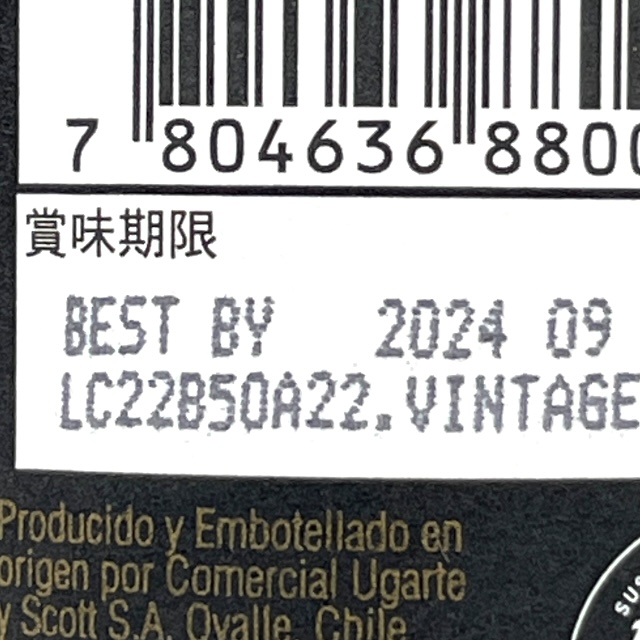 7 804636 880
賞味期限
BEST BY 2024 09
LC22B50A22.VINTAGE
Producido y Embotellado en
origen por Comercial Ugarte
y Scott S.A. Ovalle, Chile
SU